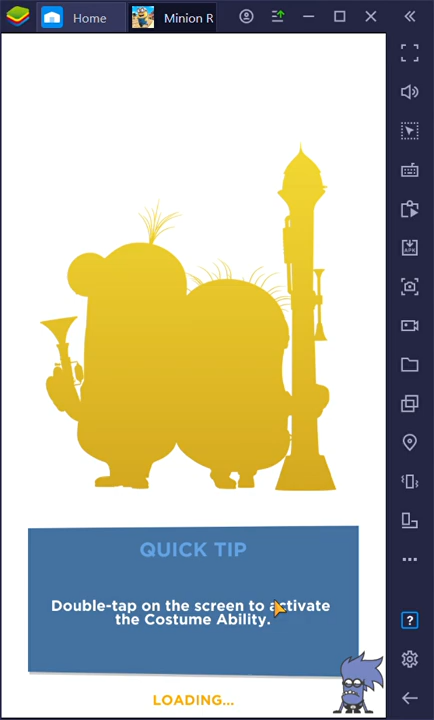 Home
Minion R
QUICK TIP
Double-tap on the screen to activate
the Costume Ability.
LOADING...